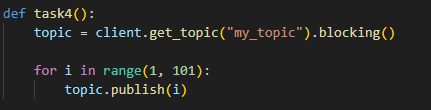 def task4():
    topic = client.get_topic("my_topic").blocking()

    for i in range(1, 101):
        topic.publish(i)